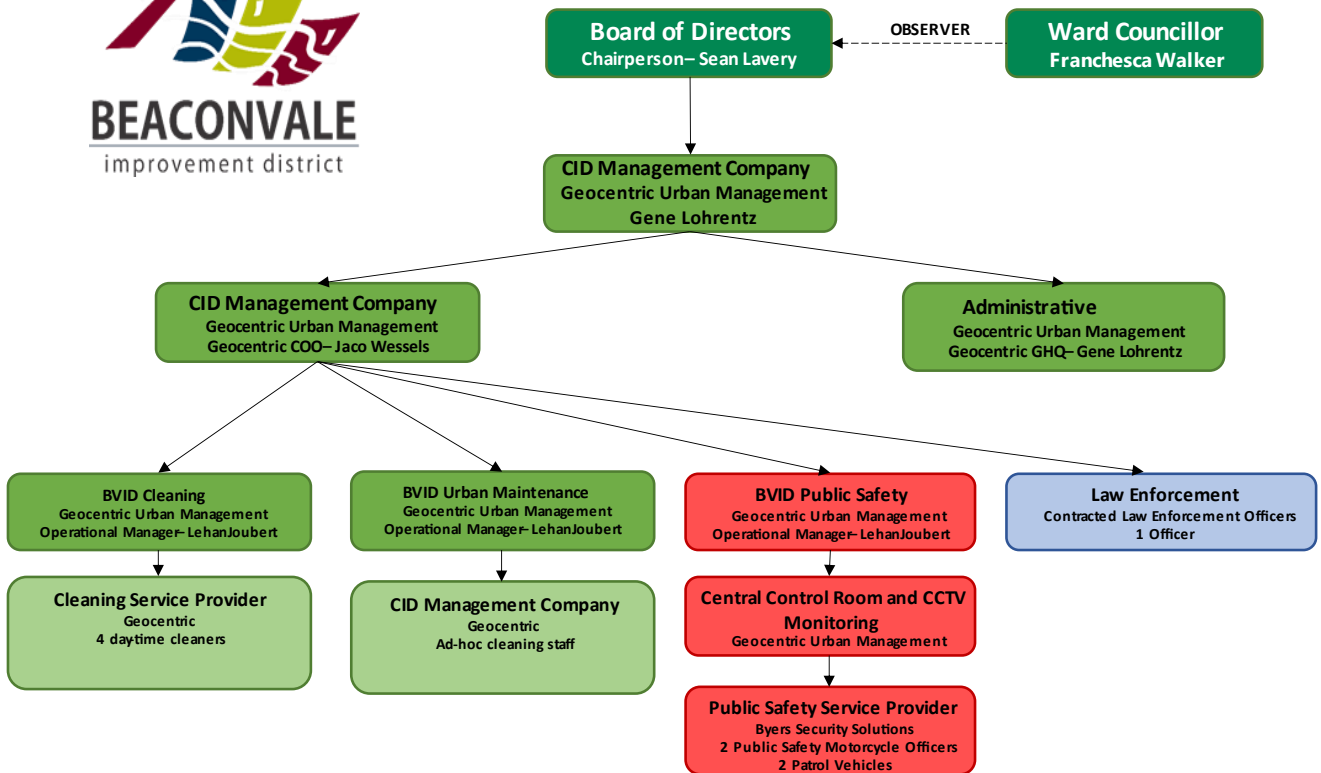 BEACONVALE
improvement district
Board of Directors
Chairperson– Sean Lavery
OBSERVER
Ward Councillor
Franchesca Walker
CID Management Company
Geocentric Urban Management
Gene Lohrentz
CID Management Company
Geocentric Urban Management
Geocentric COO– Jaco Wessels
Administrative
Geocentric Urban Management
Geocentric GHQ– Gene Lohrentz
BVID Cleaning
Geocentric Urban Management
Operational Manager– LehanJoubert
BVID Urban Maintenance
Geocentric Urban Management
Operational Manager– LehanJoubert
BVID Public Safety
Geocentric Urban Management
Operational Manager– LehanJoubert
Law Enforcement
Contracted Law Enforcement Officers
1 Officer
Cleaning Service Provider
Geocentric
4 day-time cleaners
CID Management Company
Geocentric
Ad-hoc cleaning staff
Central Control Room and CCTV
Monitoring
Geocentric Urban Management
Public Safety Service Provider
Byers Security Solutions
2 Public Safety Motorcycle Officers
2 Patrol Vehicles